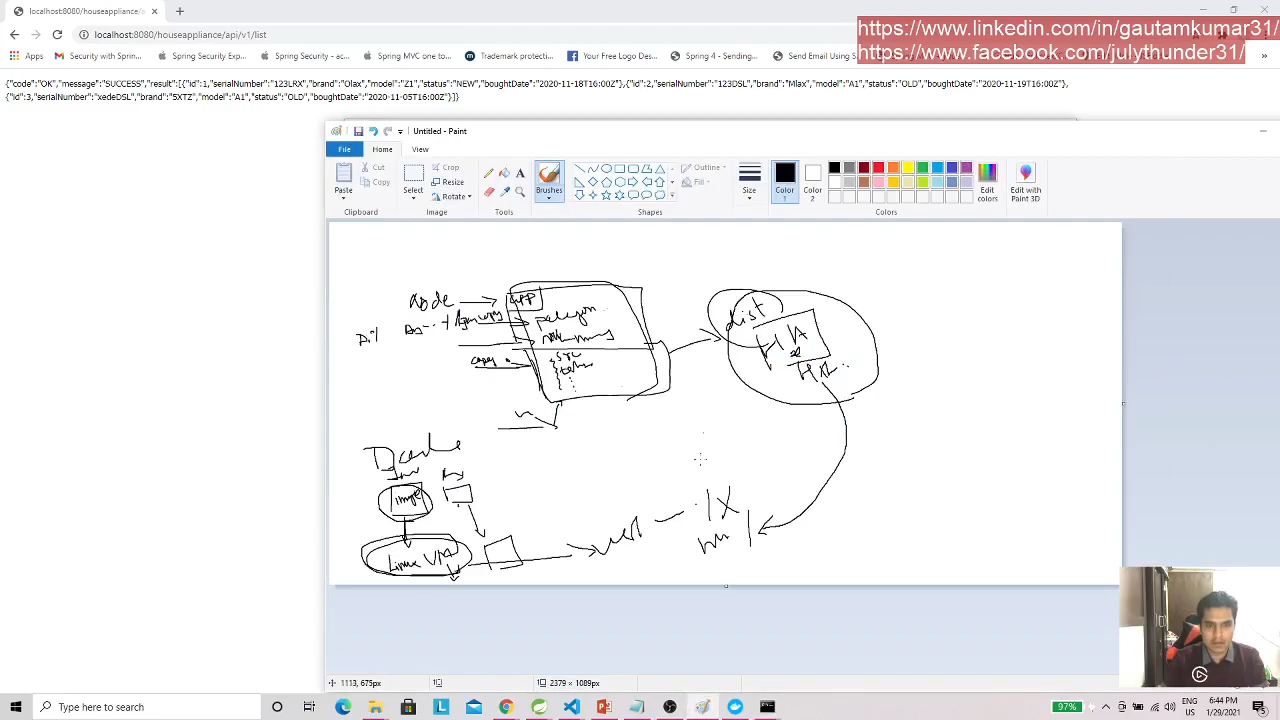 localhost:8080/houseappliance/a
localhost:8080/houseappliance/api/v1/list
https://www.linkedin.com/in/gautamkumar31/
https://www.facebook.com/julythunder31/
Apps
Security with Sprin
Spring Security Exp
Spring Security —
Spring MVC use of
Trademark protecti
Your Free Logo Des
Spring 4 - Sending
Send Email Using S
»
{"code":"OK","message":"SUCCESS","result":[{"id":1,"serialNumber":"123LRX","brand":"Olax","model":"Z1","status":"NEW","boughtDate":"2020-11-18T16:00Z"},{"id":2,"serialNumber":"123DSL","brand":"Mlax","model":"A1","status":"OLD","boughtDate":"2020-11-19T16:00Z"},
{"id":3,"serialNumber":"xedeDSL","brand":"5XTZ","model":"A1","status":"OLD","boughtDate":"2020-11-05T16:00Z"}]}
Untitled - Paint
File
Home
View
Paste
Cut
Copy
Clipboard
Select
Crop
Resize
Rotate
Image
A
Tools
Brushes
Outline
Fill
Shapes
Size
Color
1
Color
2
Edit
colors
Colors
Edit with
Paint 3D
Node
app
dist
src
image
Linux VM
1113, 675px
2379 × 1089px
Type here to search
97%
ENG
US
6:44 PM
1/29/2021